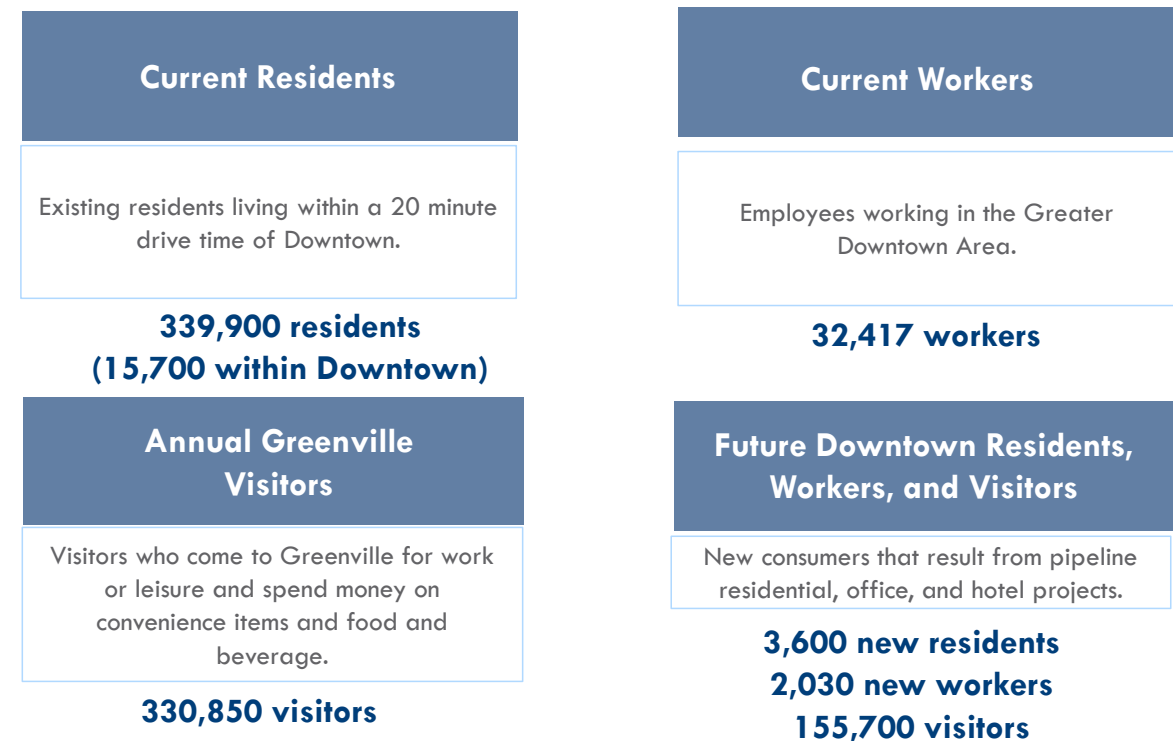 Current Residents
Existing residents living within a 20 minute
drive time of Downtown.
339,900 residents
(15,700 within Downtown)
Current Workers
Employees working in the Greater
Downtown Area.
32,417 workers
Annual Greenville
Visitors
Visitors who come to Greenville for work
or leisure and spend money on
convenience items and food and
beverage.
330,850 visitors
Future Downtown Residents,
Workers, and Visitors
New consumers that result from pipeline
residential, office, and hotel projects.
3,600 new residents
2,030 new workers
155,700 visitors